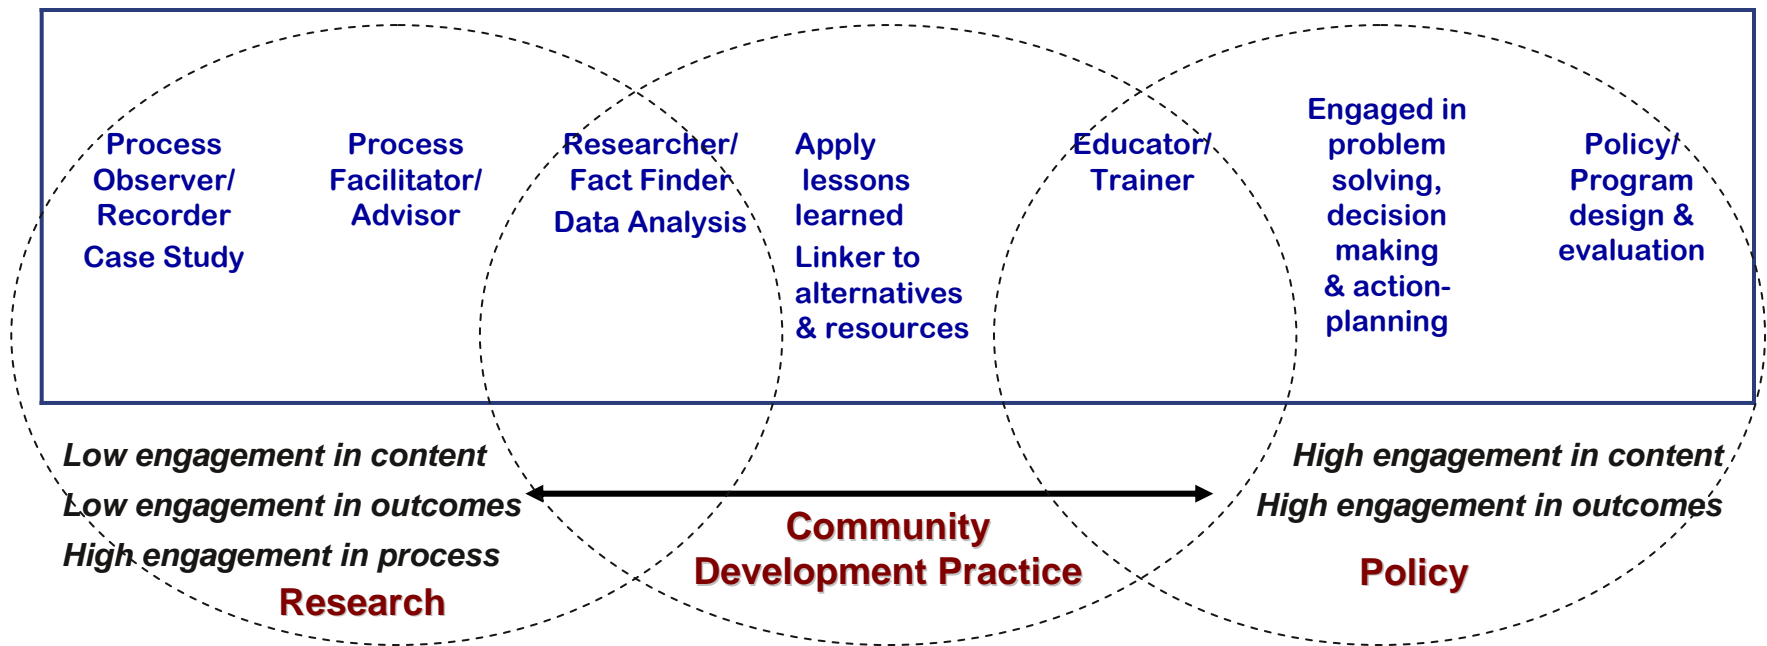 Process
Observer/
Recorder
Case Study
Process
Facilitator/
Advisor
Researcher/
Fact Finder
Data Analysis
Apply
lessons
learned
Linker to
alternatives
& resources
Educator/
Trainer
Engaged in
problem
solving,
decision
making
& action-
planning
Policy/
Program
design &
evaluation
Low engagement in content
Low engagement in outcomes
High engagement in process
Research
Community
Development Practice
High engagement in content
High engagement in outcomes
Policy